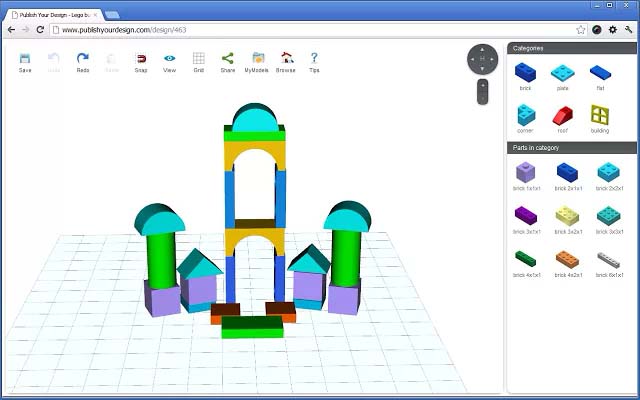 Publish Your Design - Lego bu
www.publishyourdesign.com/design/463
Save
Undo
Redo
Snap
View
Grid
Share
MyModels
Browse
Tips
H
Categories
brick
plate
flat
corner
roof
building
Parts in category
brick 1x1x1
brick 2x1x1
brick 2x2x1
brick 3x1x1
brick 3x2x1
brick 3x3x1
brick 4x1x1
brick 4x2x1
brick 6x1x1